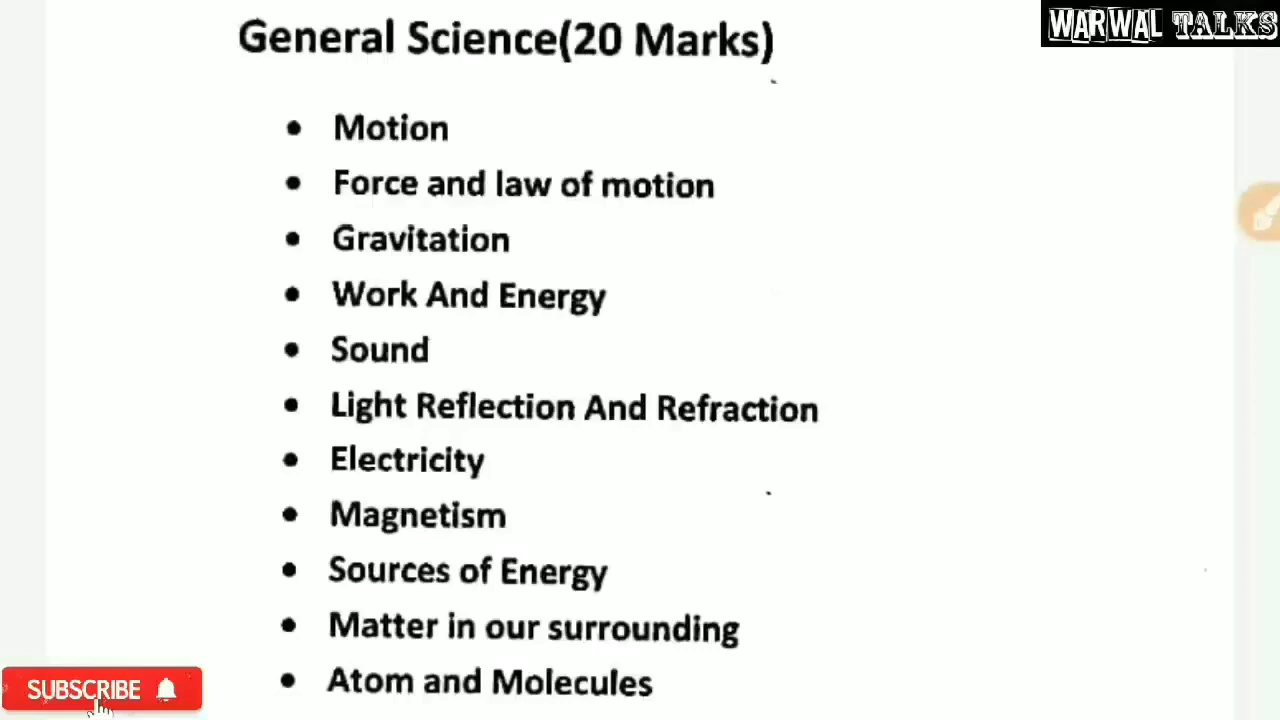 General Science(20 Marks)
WARWAL TALKS
• Motion
• Force and law of motion
• Gravitation
• Work And Energy
• Sound
• Light Reflection And Refraction
• Electricity
• Magnetism
• Sources of Energy
• Matter in our surrounding
• Atom and Molecules
SUBSCRIBE